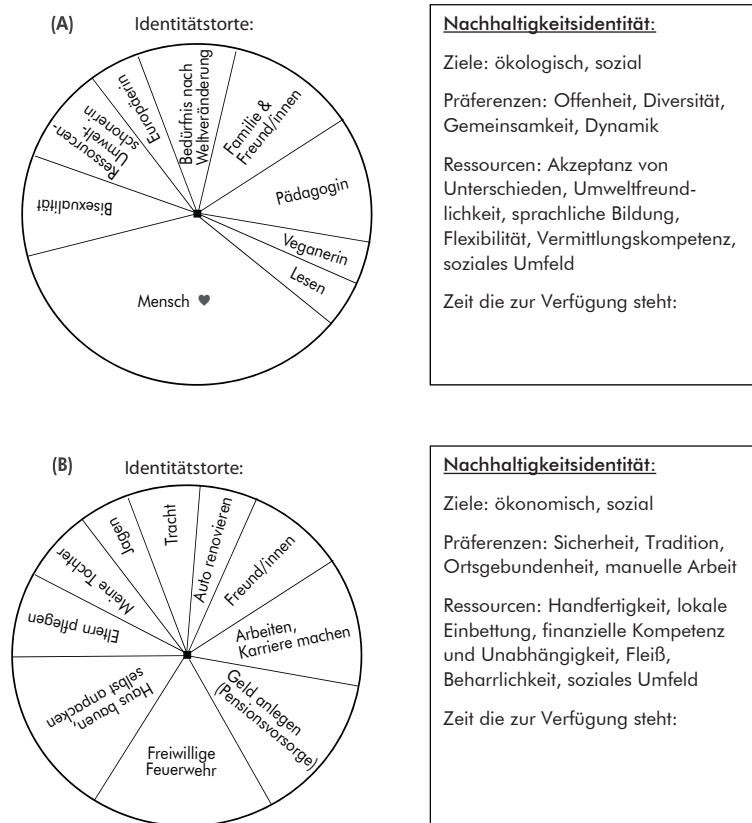 (A) Identitätstorte:
Bisexualität
Ressourcen-
Umwelt-
schonerin
Europäerin
Bedürfnis nach
Weltveränderung
Familie &
Freund/innen
Pädagogin
Veganerin
Lesen
Mensch ♥
Nachhaltigkeitsidentität:
Ziele: ökologisch, sozial
Präferenzen: Offenheit, Diversität,
Gemeinsamkeit, Dynamik
Ressourcen: Akzeptanz von
Unterschieden, Umweltfreund-
lichkeit, sprachliche Bildung,
Flexibilität, Vermittlungskompetenz,
soziales Umfeld
Zeit die zur Verfügung steht:
(B) Identitätstorte:
Eltern pflegen
Meine Tochter
Jagen
Tracht
Auto renovieren
Freund/innen
Arbeiten,
Karriere machen
Geld anlegen
(Pensionsvorsorge)
Freiwillige
Feuerwehr
Haus bauen,
selbst anpacken
Nachhaltigkeitsidentität:
Ziele: ökonomisch, sozial
Präferenzen: Sicherheit, Tradition,
Ortsgebundenheit, manuelle Arbeit
Ressourcen: Handfertigkeit, lokale
Einbettung, finanzielle Kompetenz
und Unabhängigkeit, Fleiß,
Beharrlichkeit, soziales Umfeld
Zeit die zur Verfügung steht: